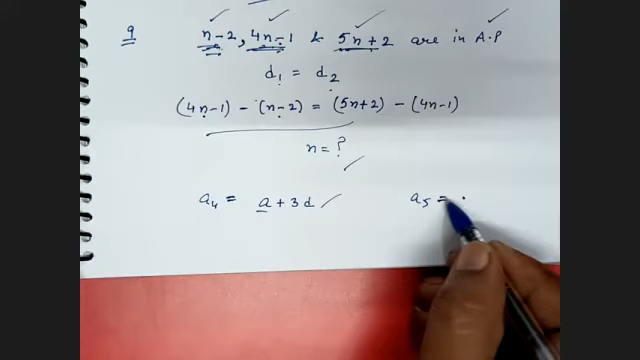 9 n-2, 4n-1 & 5n+2 are in A.P
d₁ = d₂
(4n-1) - (n-2) = (5n+2) - (4n-1)
n = ?
a₄ = a + 3d a₅ =